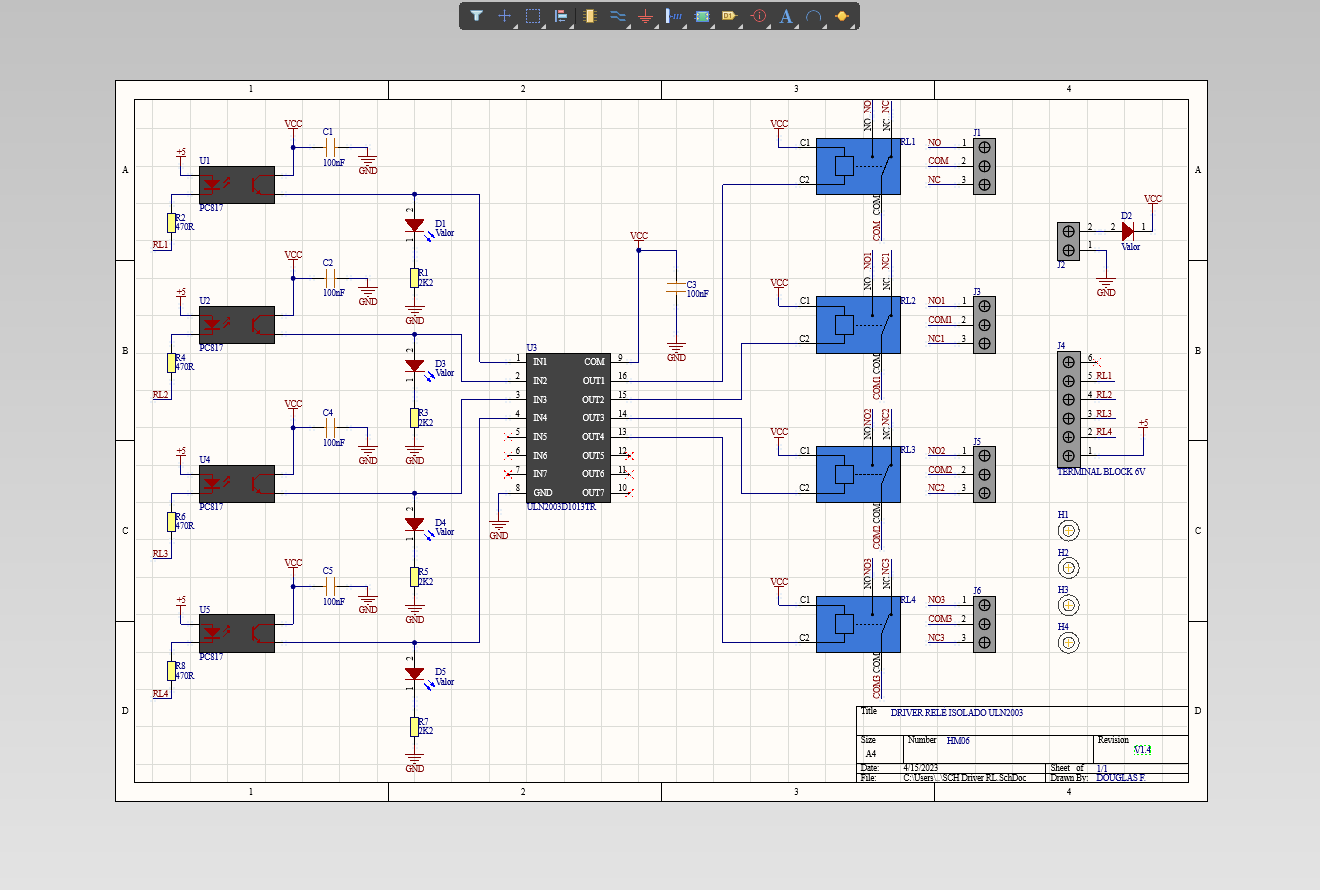 1 2 3 4
A
B
C
D
VCC
C1
100nF
GND
+5
U1
PC817
R2
470R
RL1
2
1
D1
Valor
R1
2K2
GND
VCC
C2
100nF
GND
+5
U2
PC817
R4
470R
RL2
2
1
D3
Valor
R3
2K2
GND
VCC
C4
100nF
GND
+5
U4
PC817
R6
470R
RL3
2
1
D4
Valor
R5
2K2
GND
VCC
C5
100nF
GND
+5
U5
PC817
R8
470R
RL4
2
1
D5
Valor
R7
2K2
GND
U3
1 IN1 COM 9
2 IN2 OUT1 16
3 IN3 OUT2 15
4 IN4 OUT3 14
5 IN5 OUT4 13
6 IN6 OUT5 12
7 IN7 OUT6 11
8 GND OUT7 10
ULN2003D1013TR
GND
VCC
C3
100nF
GND
VCC
C1
C2
NO NO
NC NC
COM COM
RL1
J1
NO 1
COM 2
NC 3
VCC
C1
C2
NO NO1
NC NC1
COM1 COM
RL2
J3
NO1 1
COM1 2
NC1 3
VCC
C1
C2
NO NO2
NC NC2
COM2 COM
RL3
J5
NO2 1
COM2 2
NC2 3
VCC
C1
C2
NO NO3
NC NC3
COM3 COM
RL4
J6
NO3 1
COM3 2
NC3 3
VCC
D2
2 2 1
1
Valor
J2
GND
J4
6
5 RL1
4 RL2
3 RL3
2 RL4
1
+5
TERMINAL BLOCK 6V
H1
H2
H3
H4
A
B
C
D
Title DRIVER RELE ISOLADO ULN2003
Size Number HM06 Revision
A4 V1.4
Date: 4/15/2023 Sheet of 1/1
File: C:\Users\..\SCH Driver RL.SchDoc Drawn By: DOUGLAS F.
1 2 3 4